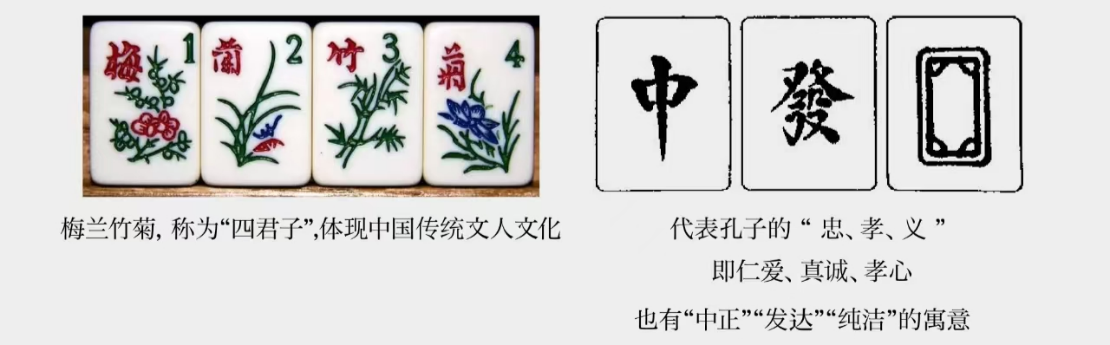 梅 1 蘭 2 竹 3 菊 4
中 發
梅兰竹菊, 称为“四君子”,体现中国传统文人文化
代表孔子的 “ 忠、孝、义 ”
即仁爱、真诚、孝心
也有“中正”“发达”“纯洁”的寓意